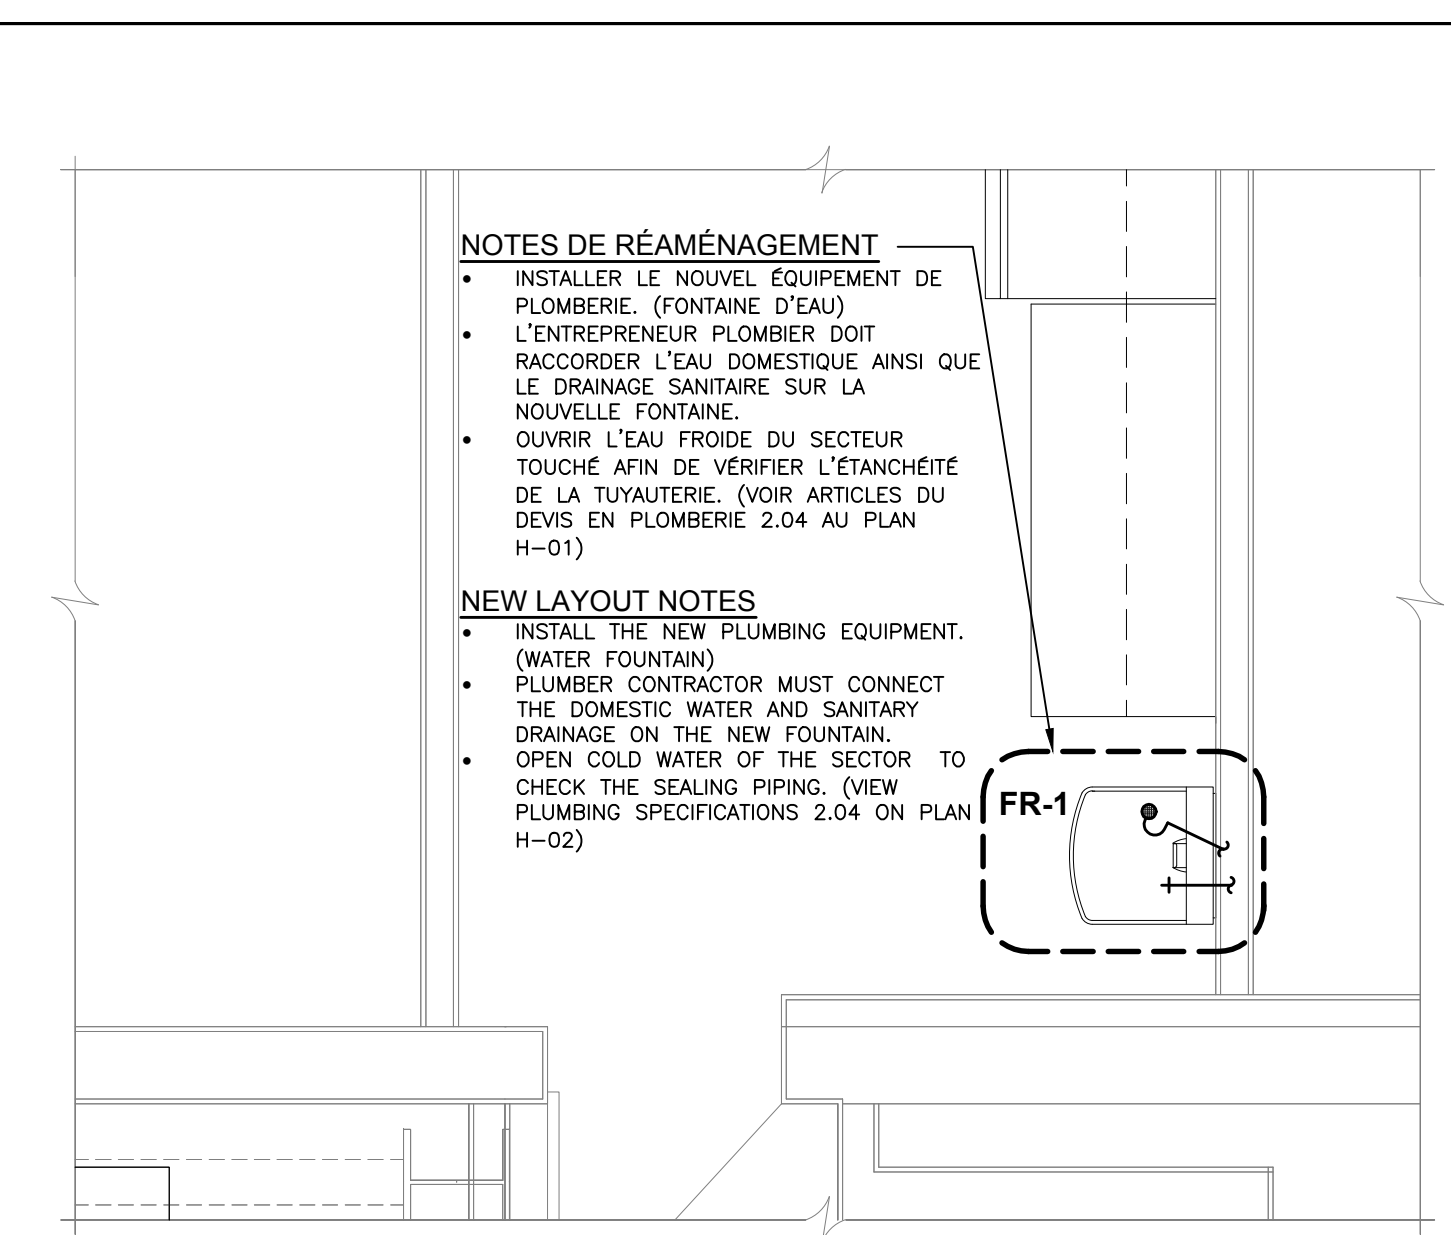 NOTES DE RÉAMÉNAGEMENT
• INSTALLER LE NOUVEL ÉQUIPEMENT DE
PLOMBERIE. (FONTAINE D'EAU)
• L'ENTREPRENEUR PLOMBIER DOIT
RACCORDER L'EAU DOMESTIQUE AINSI QUE
LE DRAINAGE SANITAIRE SUR LA
NOUVELLE FONTAINE.
• OUVRIR L'EAU FROIDE DU SECTEUR
TOUCHÉ AFIN DE VÉRIFIER L'ÉTANCHÉITÉ
DE LA TUYAUTERIE. (VOIR ARTICLES DU
DEVIS EN PLOMBERIE 2.04 AU PLAN
H-01)
NEW LAYOUT NOTES
• INSTALL THE NEW PLUMBING EQUIPMENT.
(WATER FOUNTAIN)
• PLUMBER CONTRACTOR MUST CONNECT
THE DOMESTIC WATER AND SANITARY
DRAINAGE ON THE NEW FOUNTAIN.
• OPEN COLD WATER OF THE SECTOR TO
CHECK THE SEALING PIPING. (VIEW
PLUMBING SPECIFICATIONS 2.04 ON PLAN
H-02)
FR-1